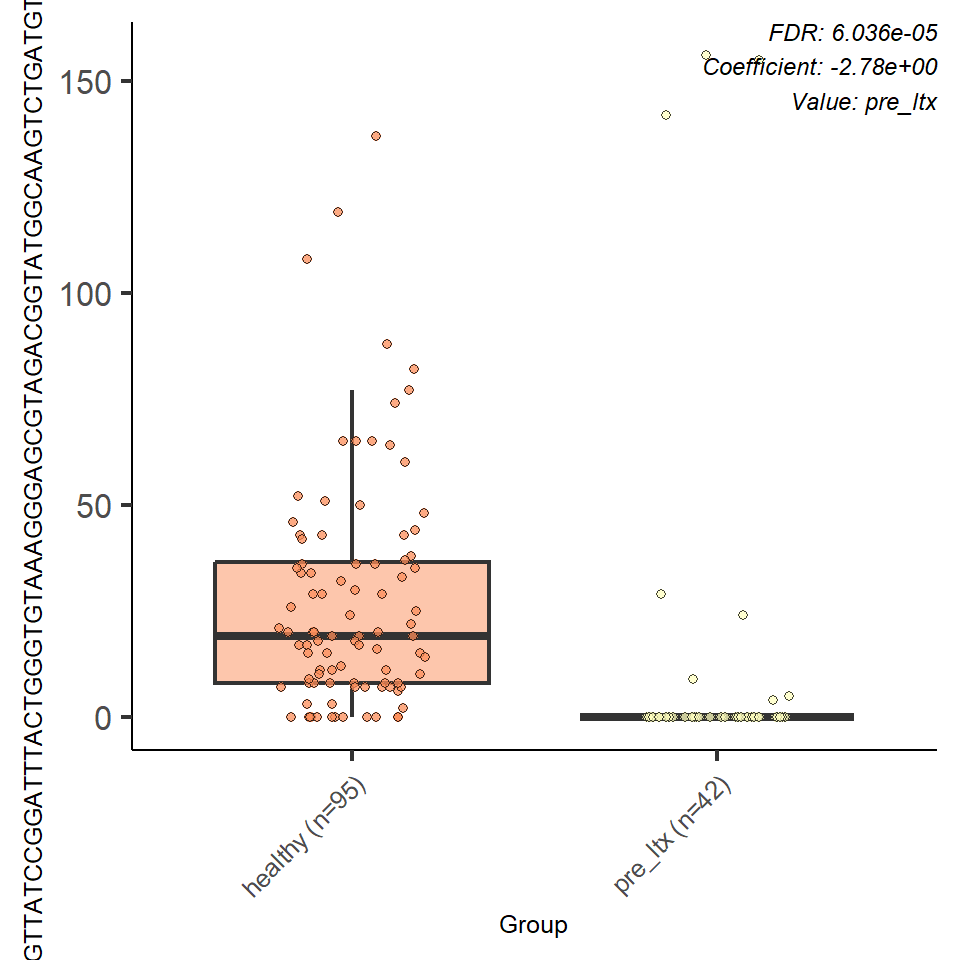 FDR: 6.036e-05
Coefficient: -2.78e+00
Value: pre_ltx
150
100
50
0
GTTATCCGGATTTACTGGGTGTAAAGGGAGCGTAGACGGTATGGCAAGTCTGATGT
healthy (n=95)
pre_ltx (n=42)
Group